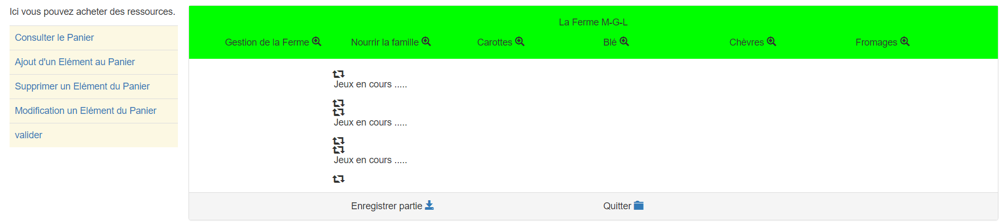 Ici vous pouvez acheter des ressources.
Consulter le Panier
Ajout d'un Elément au Panier
Supprimer un Elément du Panier
Modification un Elément du Panier
valider
La Ferme M-G-L
Gestion de la Ferme Nourrir la famille Carottes Blé Chèvres Fromages
Jeux en cours .....
Jeux en cours .....
Jeux en cours .....
Enregistrer partie Quitter